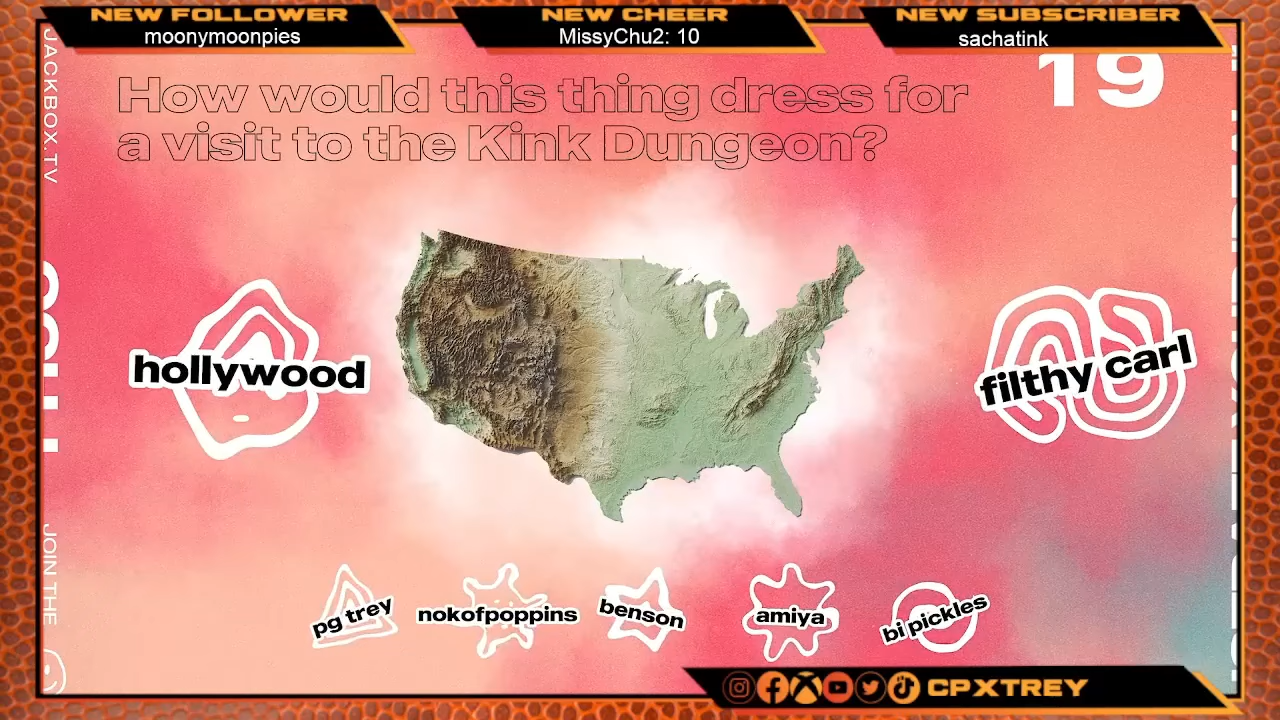 NEW FOLLOWER
moonymoonpies
NEW CHEER
MissyChu2: 10
NEW SUBSCRIBER
sachatink
JACKBOX.TV
How would this thing dress for
a visit to the Kink Dungeon?
19
hollywood
filthy carl
JOIN THE
pg trey
nokofpoppins
benson
amiya
bi pickles
CPXTREY